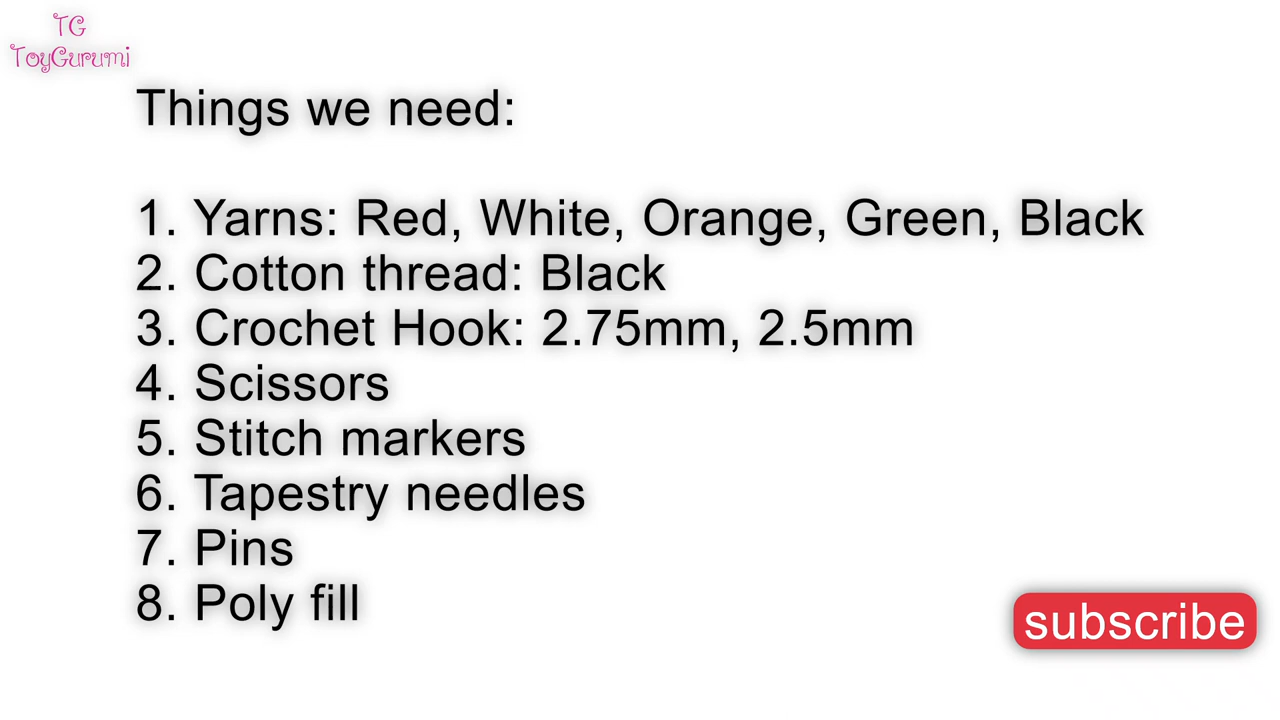 TG
ToyGurumi
Things we need:
1. Yarns: Red, White, Orange, Green, Black
2. Cotton thread: Black
3. Crochet Hook: 2.75mm, 2.5mm
4. Scissors
5. Stitch markers
6. Tapestry needles
7. Pins
8. Poly fill
subscribe